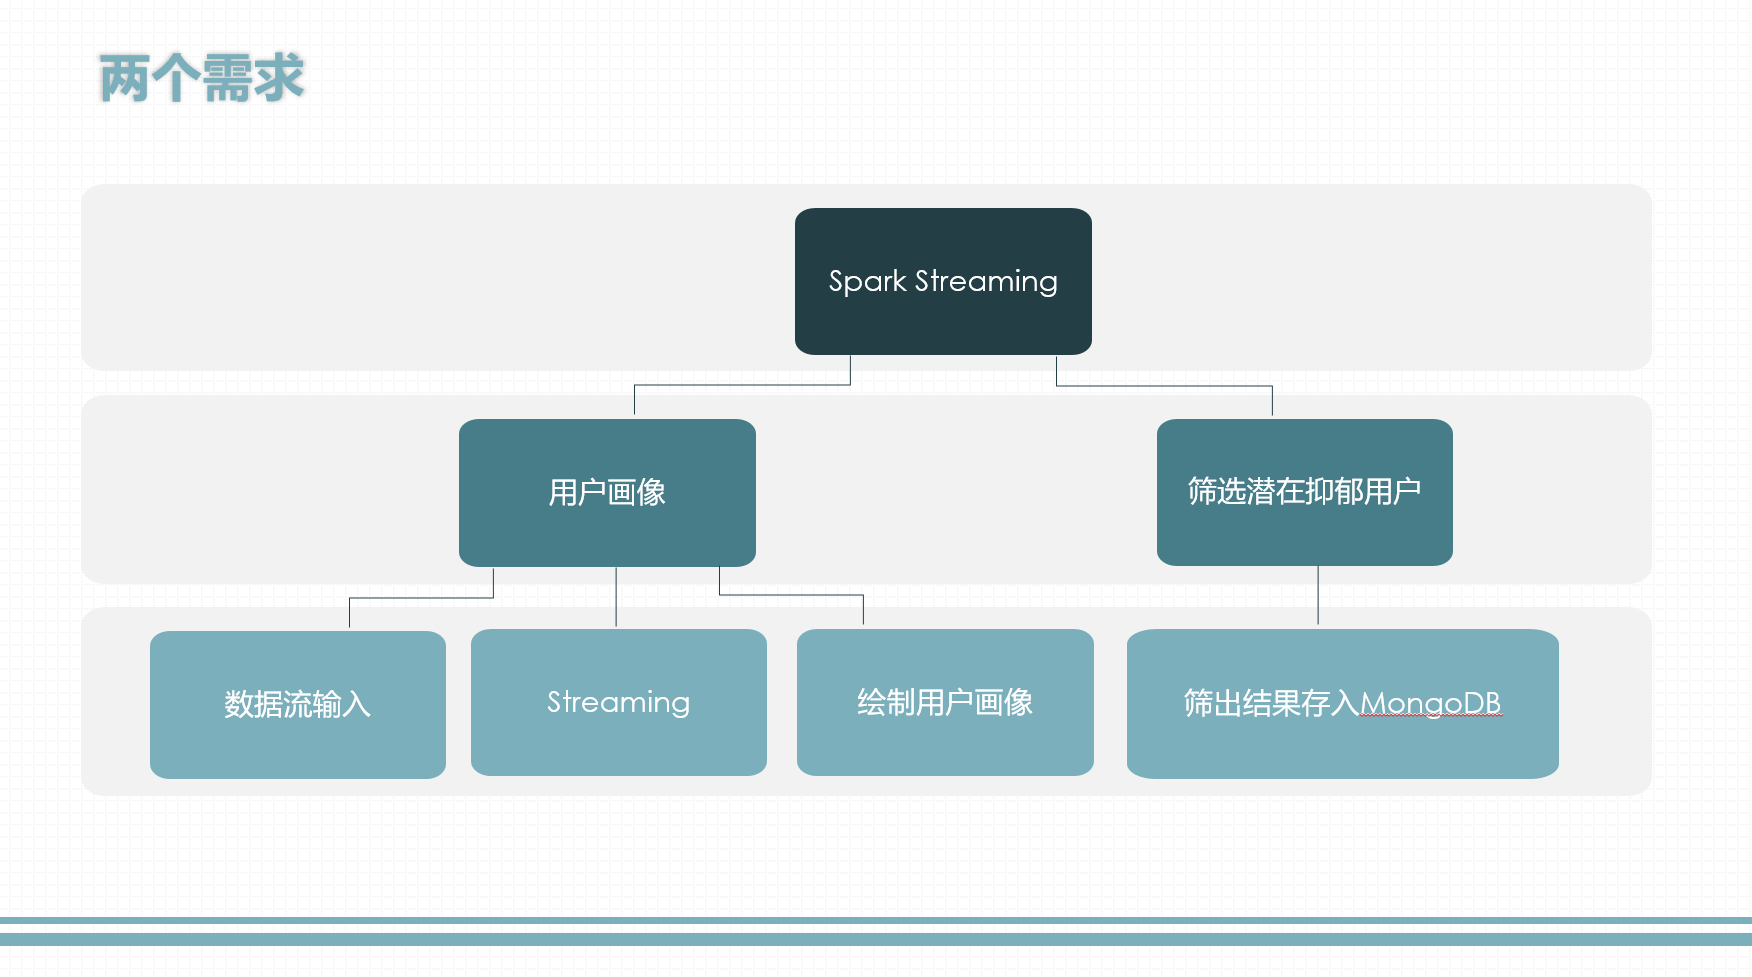 两个需求
Spark Streaming
用户画像
筛选潜在抑郁用户
数据流输入
Streaming
绘制用户画像
筛出结果存入MongoDB